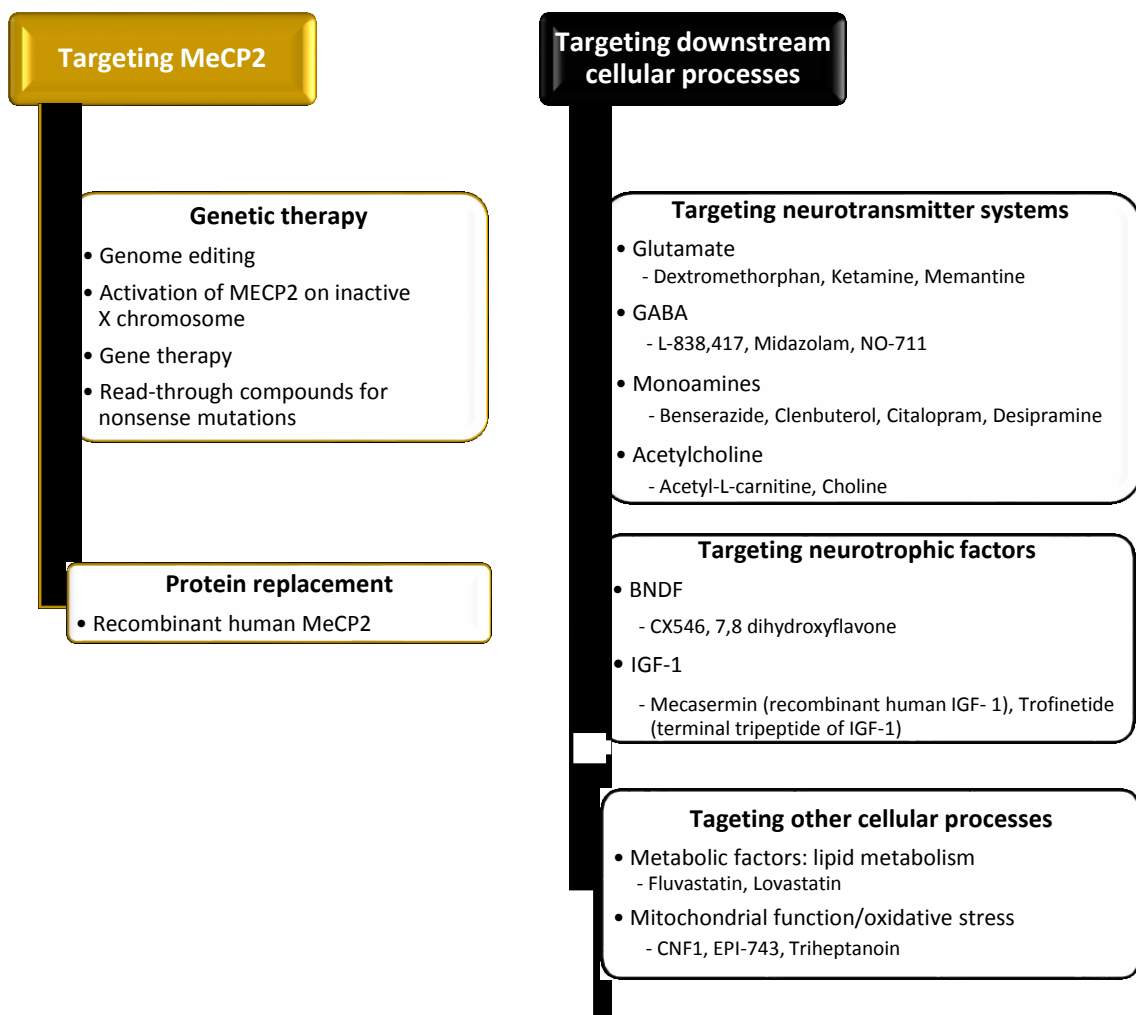 Targeting MeCP2
Genetic therapy
• Genome editing
• Activation of MECP2 on inactive
X chromosome
• Gene therapy
• Read-through compounds for
nonsense mutations
Protein replacement
• Recombinant human MeCP2
Targeting downstream
cellular processes
Targeting neurotransmitter systems
• Glutamate
- Dextromethorphan, Ketamine, Memantine
• GABA
- L-838,417, Midazolam, NO-711
• Monoamines
- Benserazide, Clenbuterol, Citalopram, Desipramine
• Acetylcholine
- Acetyl-L-carnitine, Choline
Targeting neurotrophic factors
• BNDF
- CX546, 7,8 dihydroxyflavone
• IGF-1
- Mecasermin (recombinant human IGF- 1), Trofinetide
(terminal tripeptide of IGF-1)
Tageting other cellular processes
• Metabolic factors: lipid metabolism
- Fluvastatin, Lovastatin
• Mitochondrial function/oxidative stress
- CNF1, EPI-743, Triheptanoin